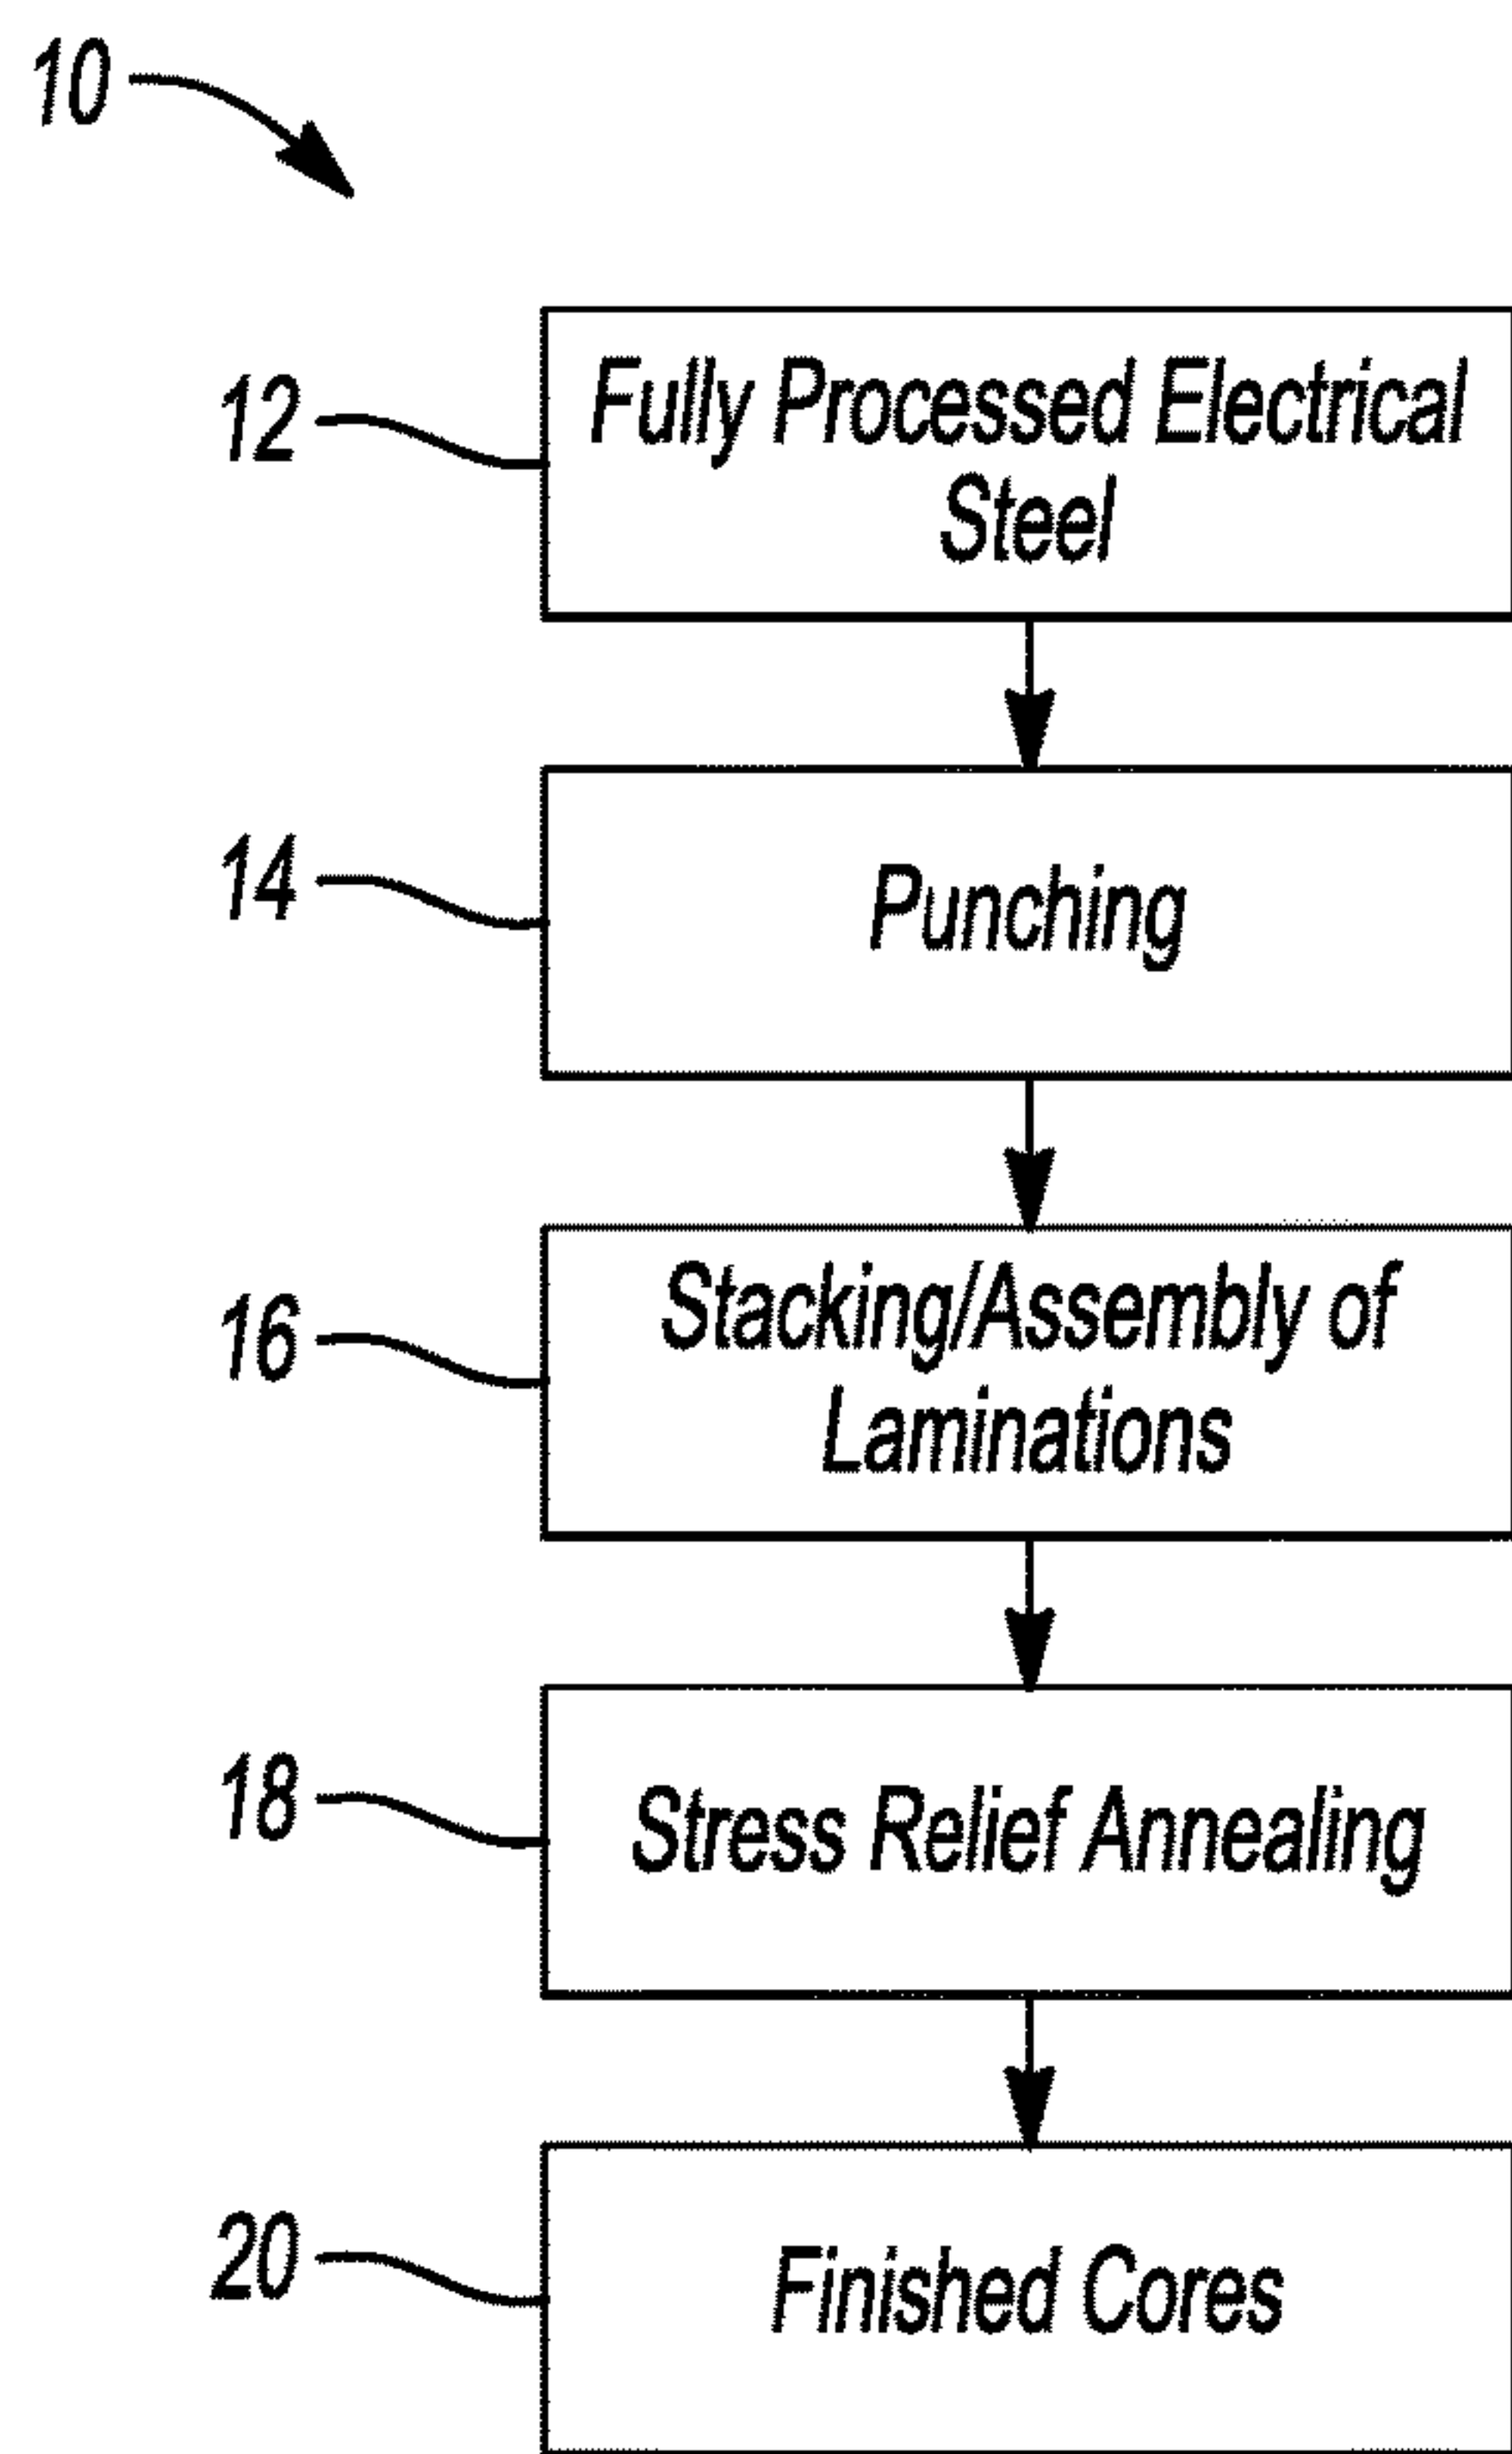 10
12
Fully Processed Electrical
Steel
14
Punching
16
Stacking/Assembly of
Laminations
18
Stress Relief Annealing
20
Finished Cores